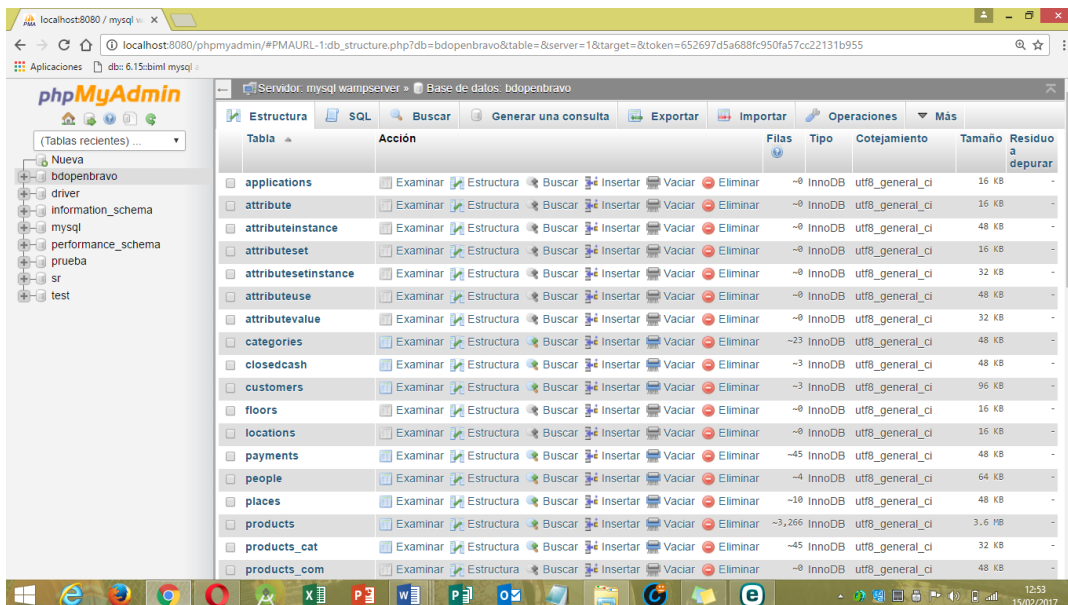 localhost:8080 / mysql w
localhost:8080/phpmyadmin/#PMAURL-1:db_structure.php?db=bdopenbravo&table=&server=1&target=&token=652697d5a688fc950fa57cc22131b955
Aplicaciones db:: 6.15::biml mysql
phpMyAdmin
(Tablas recientes) ...
Nueva
bdopenbravo
driver
information_schema
mysql
performance_schema
prueba
sr
test
Servidor: mysql wampserver » Base de datos: bdopenbravo
Estructura SQL Buscar Generar una consulta Exportar Importar Operaciones Más
Tabla Acción Filas Tipo Cotejamiento Tamaño Residuo a depurar
applications Examinar Estructura Buscar Insertar Vaciar Eliminar ~0 InnoDB utf8_general_ci 16 KB -
attribute Examinar Estructura Buscar Insertar Vaciar Eliminar ~0 InnoDB utf8_general_ci 16 KB -
attributeinstance Examinar Estructura Buscar Insertar Vaciar Eliminar ~0 InnoDB utf8_general_ci 48 KB -
attributeset Examinar Estructura Buscar Insertar Vaciar Eliminar ~0 InnoDB utf8_general_ci 16 KB -
attributesetinstance Examinar Estructura Buscar Insertar Vaciar Eliminar ~0 InnoDB utf8_general_ci 32 KB -
attributeuse Examinar Estructura Buscar Insertar Vaciar Eliminar ~0 InnoDB utf8_general_ci 48 KB -
attributevalue Examinar Estructura Buscar Insertar Vaciar Eliminar ~0 InnoDB utf8_general_ci 32 KB -
categories Examinar Estructura Buscar Insertar Vaciar Eliminar ~23 InnoDB utf8_general_ci 48 KB -
closedcash Examinar Estructura Buscar Insertar Vaciar Eliminar ~3 InnoDB utf8_general_ci 48 KB -
customers Examinar Estructura Buscar Insertar Vaciar Eliminar ~3 InnoDB utf8_general_ci 96 KB -
floors Examinar Estructura Buscar Insertar Vaciar Eliminar ~0 InnoDB utf8_general_ci 16 KB -
locations Examinar Estructura Buscar Insertar Vaciar Eliminar ~0 InnoDB utf8_general_ci 16 KB -
payments Examinar Estructura Buscar Insertar Vaciar Eliminar ~45 InnoDB utf8_general_ci 48 KB -
people Examinar Estructura Buscar Insertar Vaciar Eliminar ~4 InnoDB utf8_general_ci 64 KB -
places Examinar Estructura Buscar Insertar Vaciar Eliminar ~10 InnoDB utf8_general_ci 48 KB -
products Examinar Estructura Buscar Insertar Vaciar Eliminar ~3,266 InnoDB utf8_general_ci 3.6 MB -
products_cat Examinar Estructura Buscar Insertar Vaciar Eliminar ~45 InnoDB utf8_general_ci 32 KB -
products_com Examinar Estructura Buscar Insertar Vaciar Eliminar ~0 InnoDB utf8_general_ci 48 KB -
12:53
15/02/2017